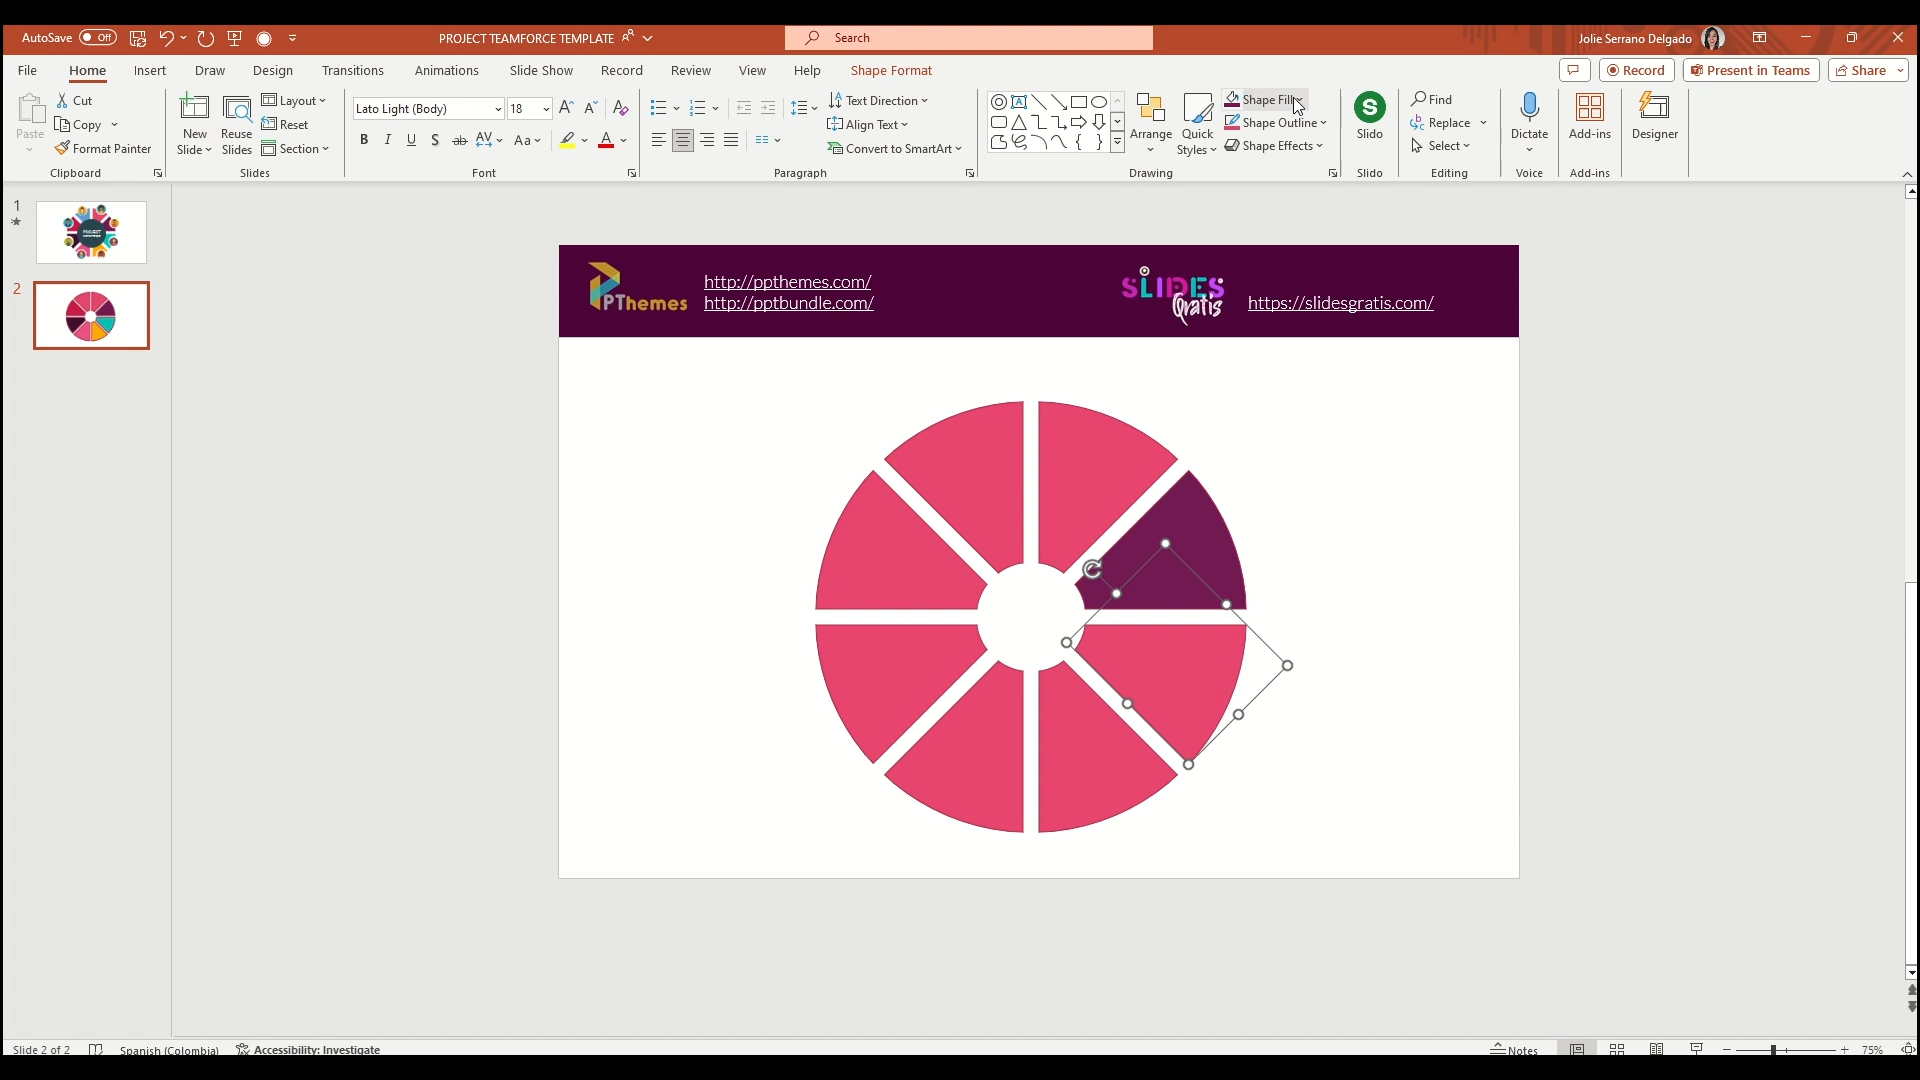 AutoSave Off
PROJECT TEAMFORCE TEMPLATE
Search
Jolie Serrano Delgado
File Home Insert Draw Design Transitions Animations Slide Show Record Review View Help Shape Format
Record Present in Teams Share
Paste
Cut
Copy
Format Painter
Clipboard
New Slide
Reuse Slides
Layout
Reset
Section
Slides
Lato Light (Body) 18
B I U S ab AV Aa A
Font
Text Direction
Align Text
Convert to SmartArt
Paragraph
Arrange
Quick Styles
Shape Fill
Shape Outline
Shape Effects
Drawing
S
Slido
Slido
Find
Replace
Select
Editing
Dictate
Voice
Add-ins
Add-ins
Designer
1
PROJECT
2
PThemes
http://ppthemes.com/
http://pptbundle.com/
SLIDES
Gratis
https://slidesgratis.com/
Slide 2 of 2 Spanish (Colombia) Accessibility: Investigate
Notes 75%